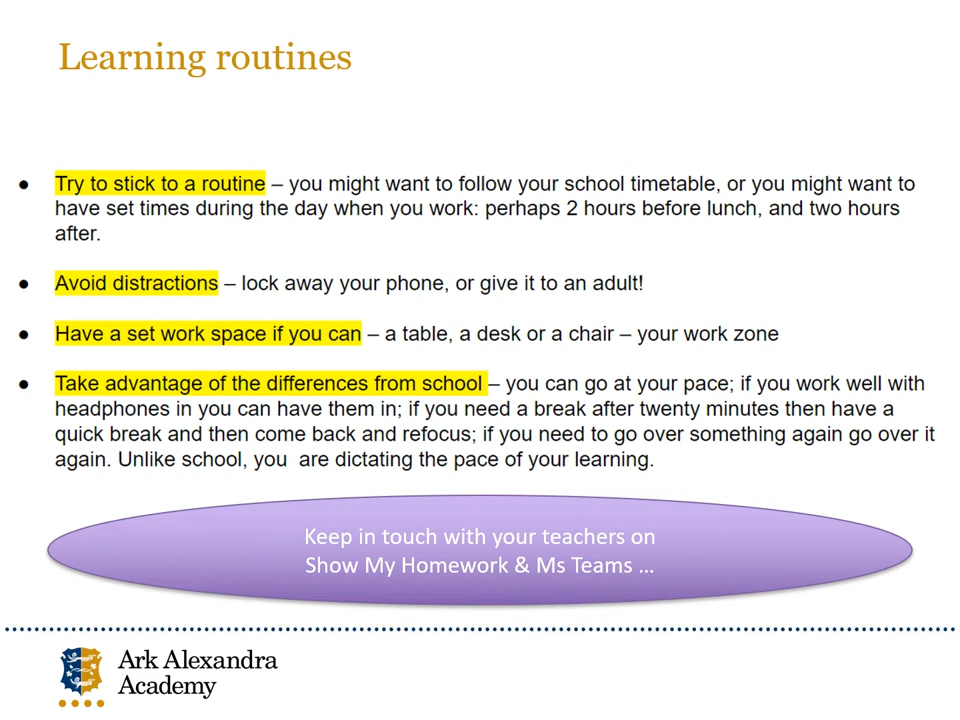 Learning routines
● Try to stick to a routine – you might want to follow your school timetable, or you might want to
have set times during the day when you work: perhaps 2 hours before lunch, and two hours
after.
● Avoid distractions – lock away your phone, or give it to an adult!
● Have a set work space if you can – a table, a desk or a chair – your work zone
● Take advantage of the differences from school – you can go at your pace; if you work well with
headphones in you can have them in; if you need a break after twenty minutes then have a
quick break and then come back and refocus; if you need to go over something again go over it
again. Unlike school, you  are dictating the pace of your learning.
Keep in touch with your teachers on
Show My Homework & Ms Teams …
Ark Alexandra
Academy